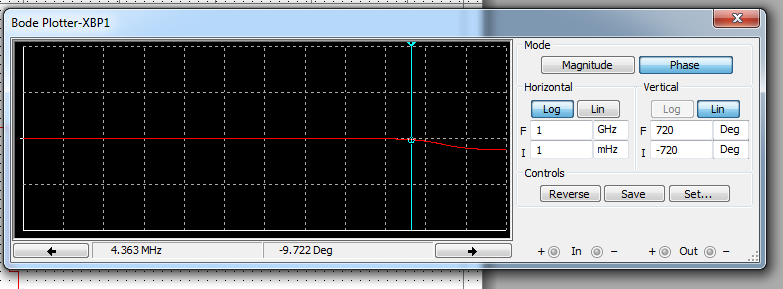 Bode Plotter-XBP1
Mode
Magnitude Phase
Horizontal Vertical
Log Lin Log Lin
F 1 GHz F 720 Deg
I 1 mHz I -720 Deg
Controls
Reverse Save Set...
4.363 MHz -9.722 Deg + In − + Out −